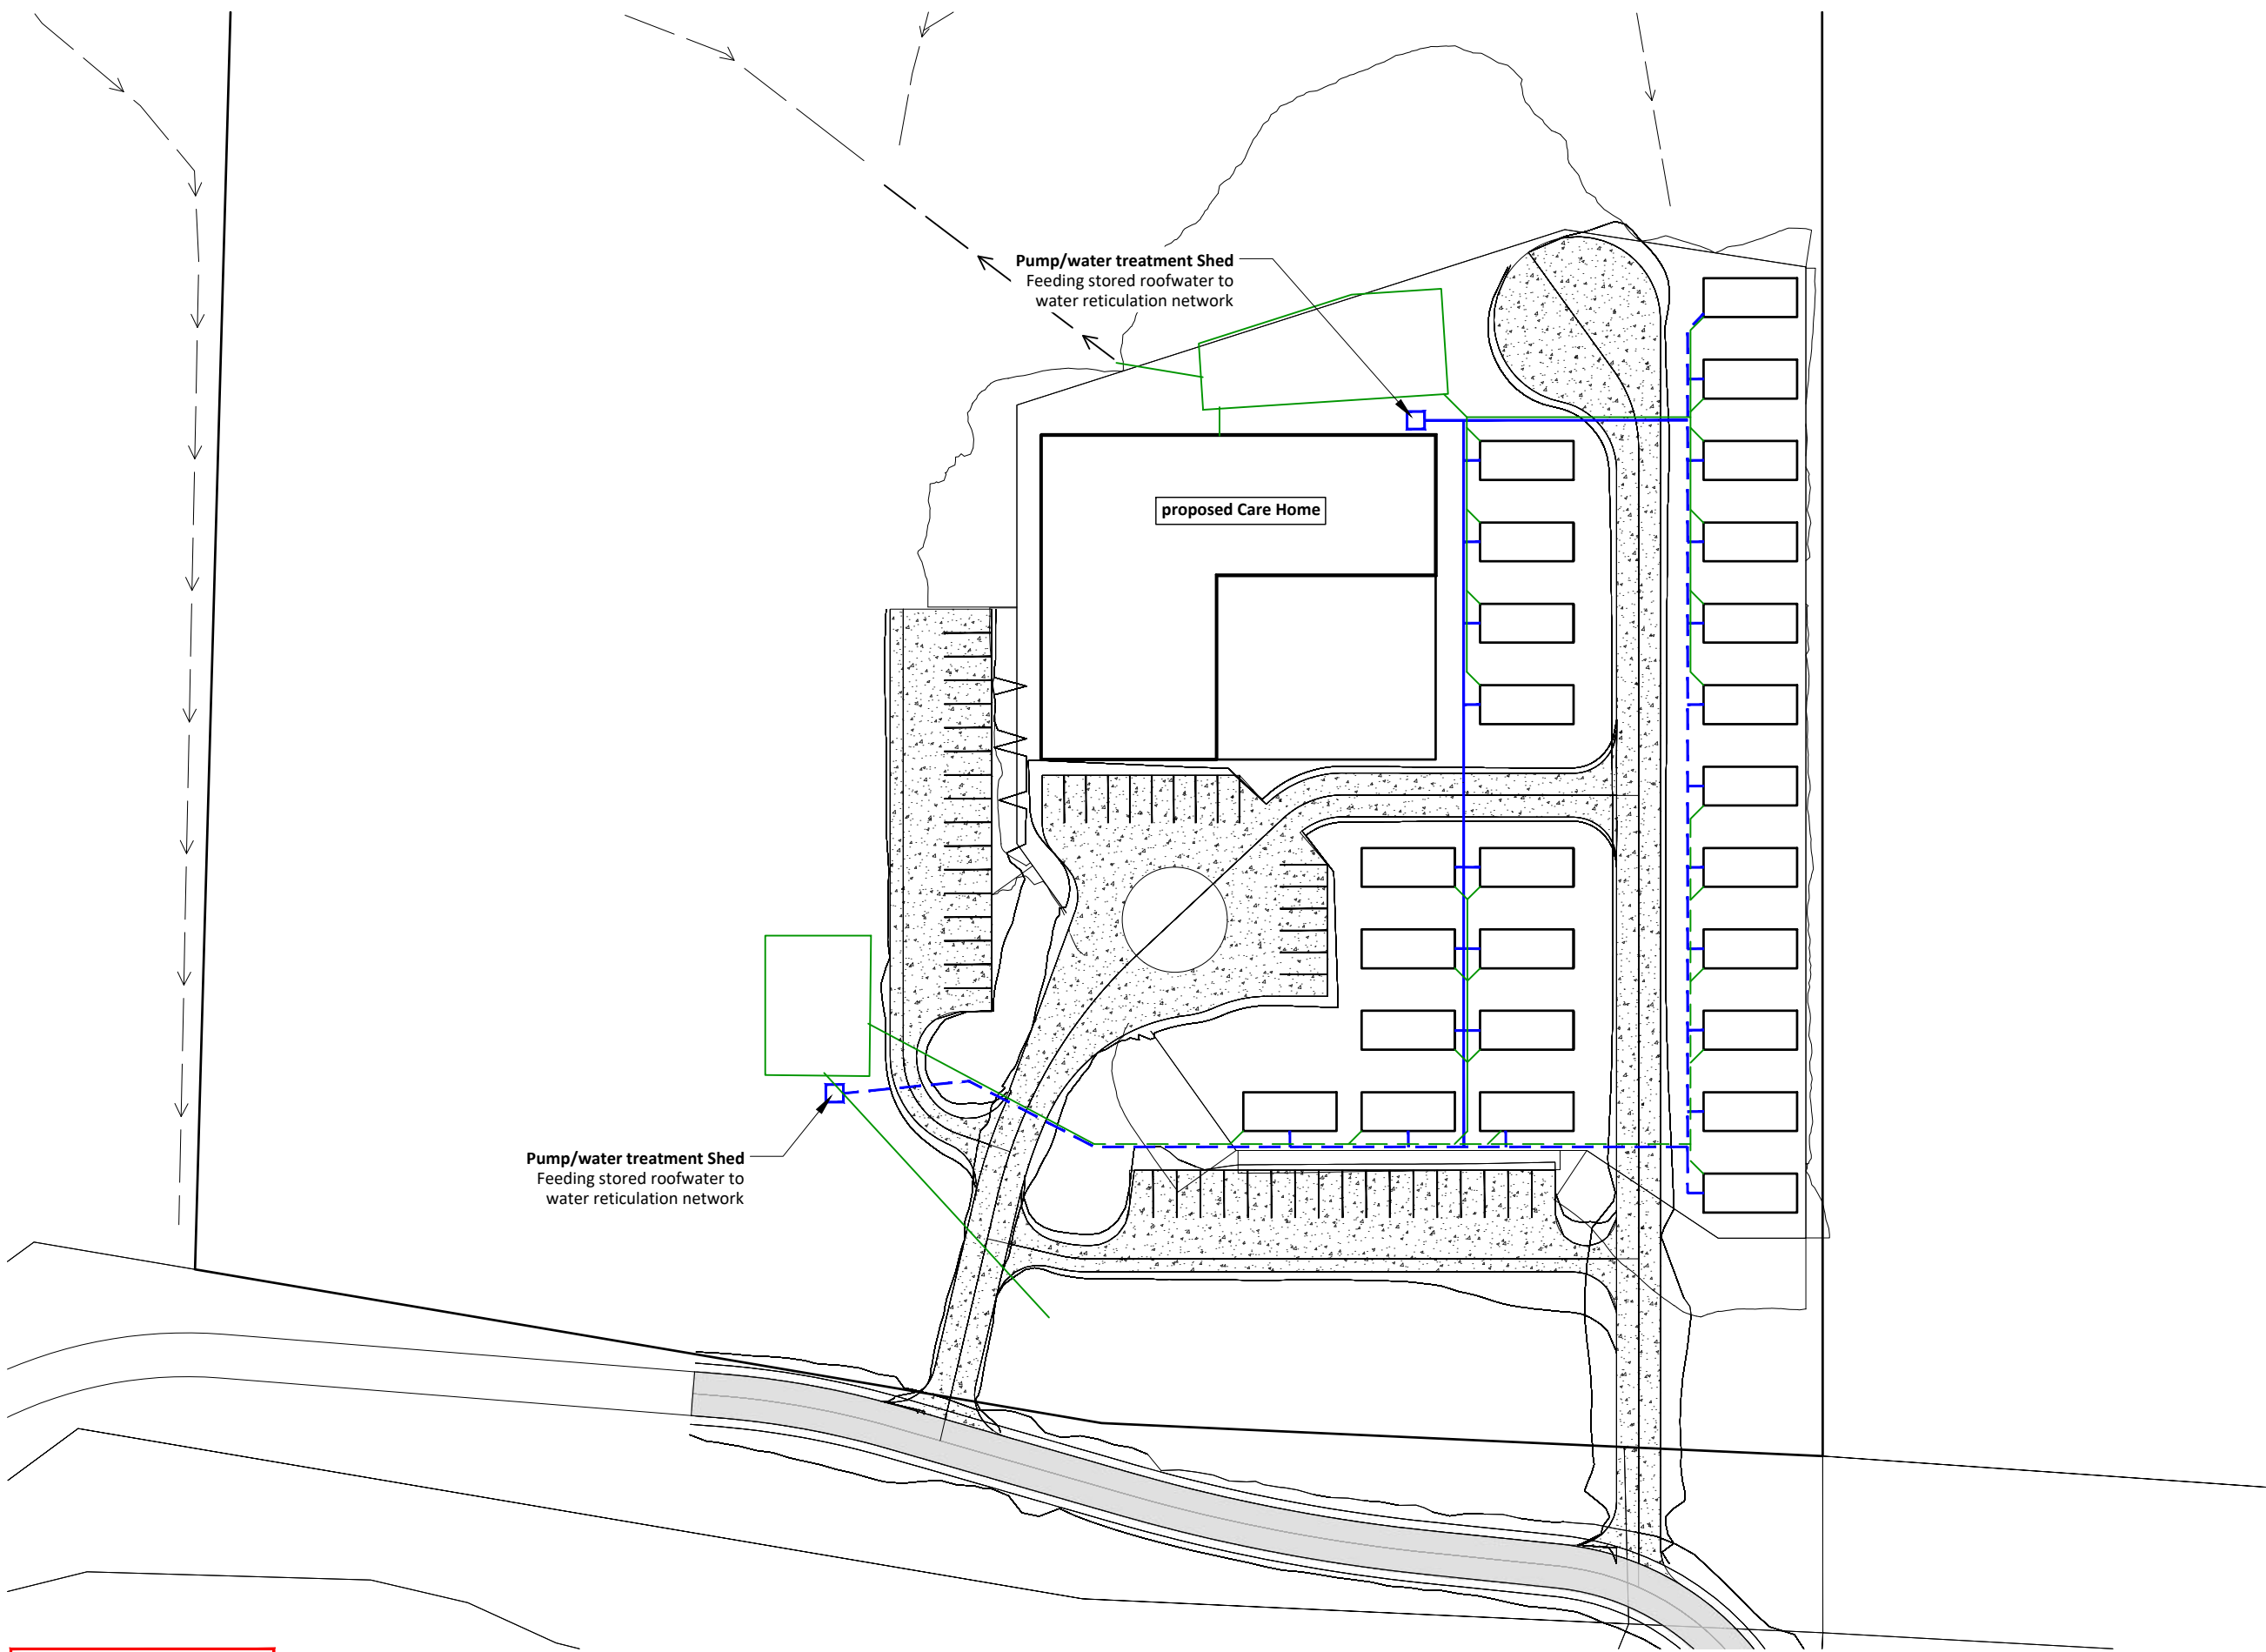 Pump/water treatment Shed
Feeding stored roofwater to
water reticulation network
proposed Care Home
Pump/water treatment Shed
Feeding stored roofwater to
water reticulation network